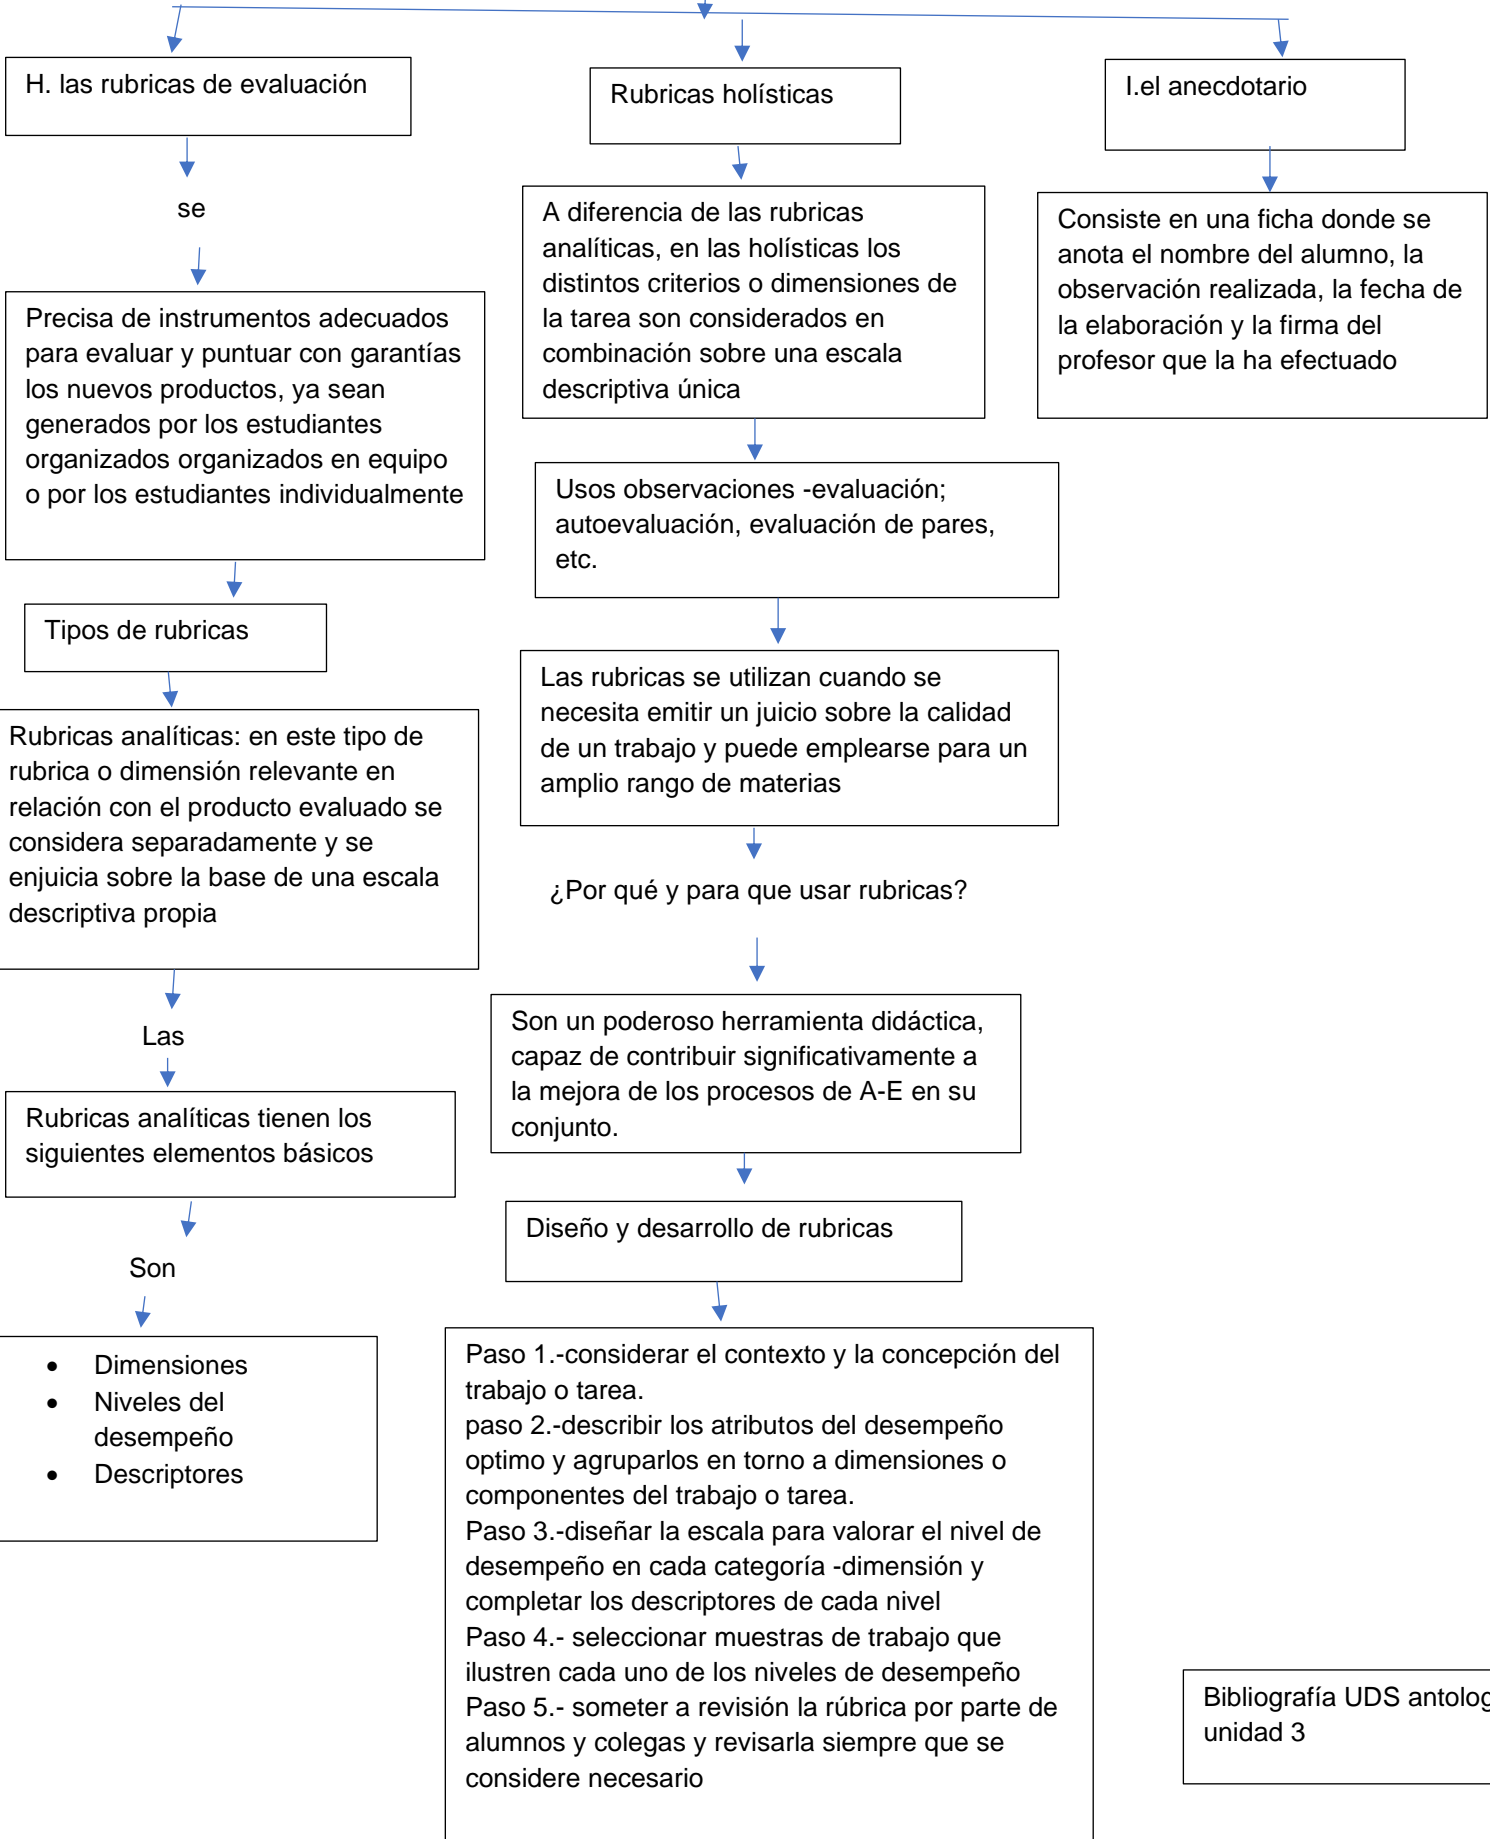 H. las rubricas de evaluación
se
Precisa de instrumentos adecuados
para evaluar y puntuar con garantías
los nuevos productos, ya sean
generados por los estudiantes
organizados organizados en equipo
o por los estudiantes individualmente
Tipos de rubricas
Rubricas analíticas: en este tipo de
rubrica o dimensión relevante en
relación con el producto evaluado se
considera separadamente y se
enjuicia sobre la base de una escala
descriptiva propia
Las
Rubricas analíticas tienen los
siguientes elementos básicos
Son
• Dimensiones
• Niveles del
desempeño
• Descriptores
Rubricas holísticas
A diferencia de las rubricas
analíticas, en las holísticas los
distintos criterios o dimensiones de
la tarea son considerados en
combinación sobre una escala
descriptiva única
Usos observaciones -evaluación;
autoevaluación, evaluación de pares,
etc.
Las rubricas se utilizan cuando se
necesita emitir un juicio sobre la calidad
de un trabajo y puede emplearse para un
amplio rango de materias
¿Por qué y para que usar rubricas?
Son un poderoso herramienta didáctica,
capaz de contribuir significativamente a
la mejora de los procesos de A-E en su
conjunto.
Diseño y desarrollo de rubricas
Paso 1.-considerar el contexto y la concepción del
trabajo o tarea.
paso 2.-describir los atributos del desempeño
optimo y agruparlos en torno a dimensiones o
componentes del trabajo o tarea.
Paso 3.-diseñar la escala para valorar el nivel de
desempeño en cada categoría -dimensión y
completar los descriptores de cada nivel
Paso 4.- seleccionar muestras de trabajo que
ilustren cada uno de los niveles de desempeño
Paso 5.- someter a revisión la rúbrica por parte de
alumnos y colegas y revisarla siempre que se
considere necesario
I.el anecdotario
Consiste en una ficha donde se
anota el nombre del alumno, la
observación realizada, la fecha de
la elaboración y la firma del
profesor que la ha efectuado
Bibliografía UDS antolog
unidad 3